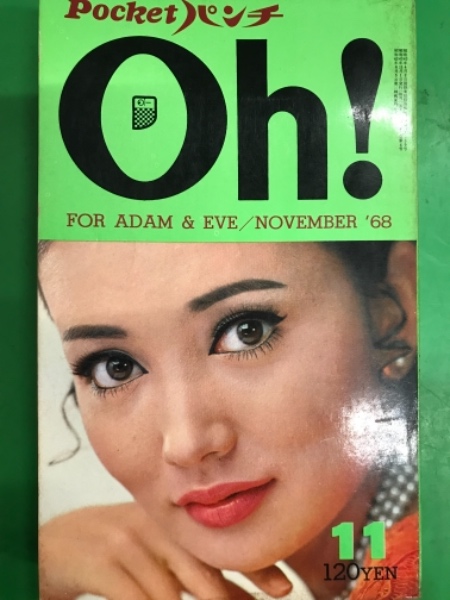 Pocketパンチ
Oh!
FOR ADAM & EVE/NOVEMBER '68
11
120YEN